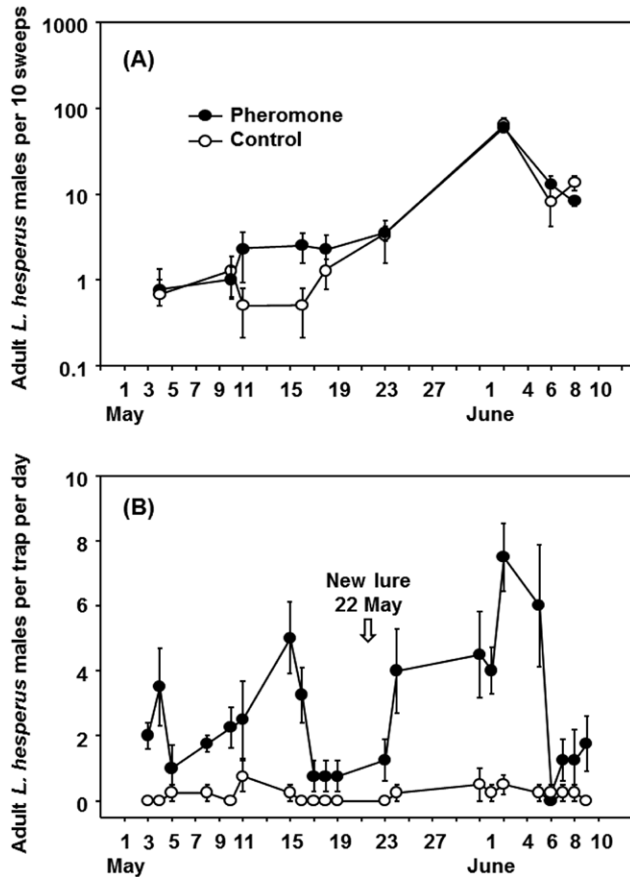 Adult L. hesperus males per 10 sweeps
1000
100
10
1
0.1
(A)
Pheromone
Control
1 3 5 7 9 11 15 19 23 27 1 6 8 10
May June
Adult L. hesperus males per trap per day
10
8
6
4
2
0
(B)
New lure
22 May
1 3 5 7 9 11 15 19 23 27 1 6 8 10
May June